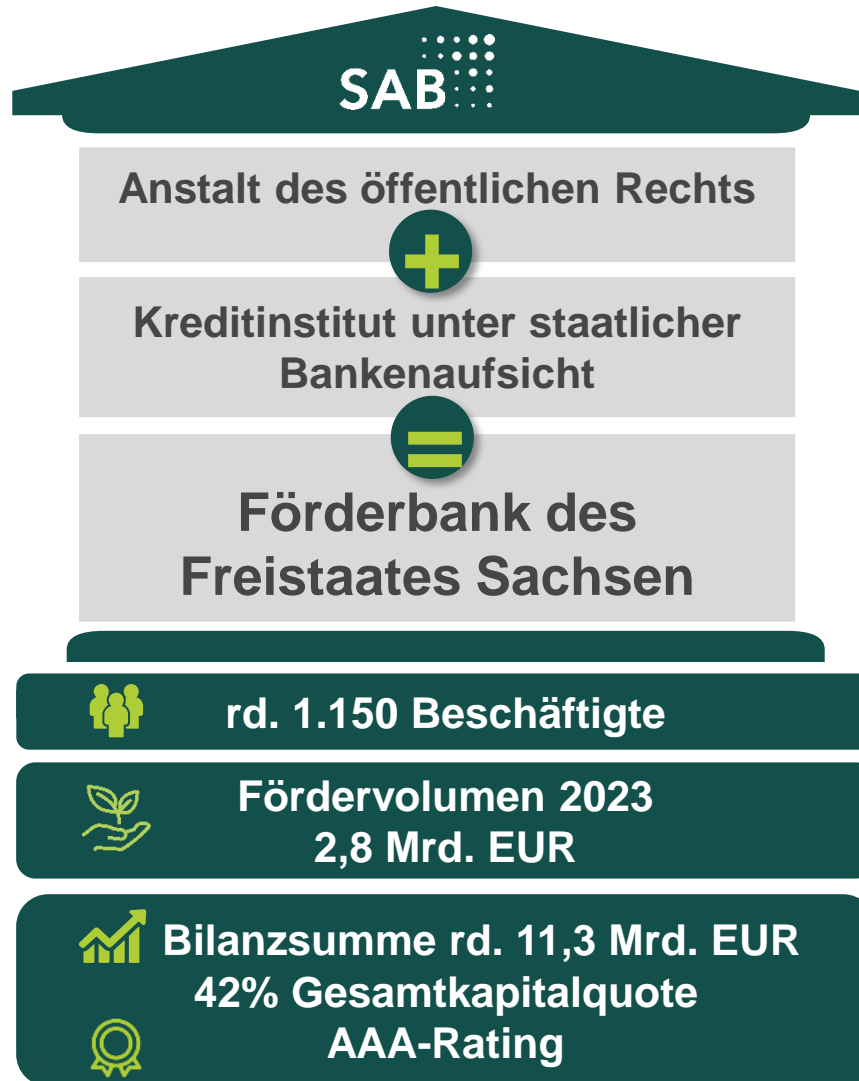 SAB
Anstalt des öffentlichen Rechts
+
Kreditinstitut unter staatlicher
Bankenaufsicht
=
Förderbank des
Freistaates Sachsen
rd. 1.150 Beschäftigte
Fördervolumen 2023
2,8 Mrd. EUR
Bilanzsumme rd. 11,3 Mrd. EUR
42% Gesamtkapitalquote
AAA-Rating